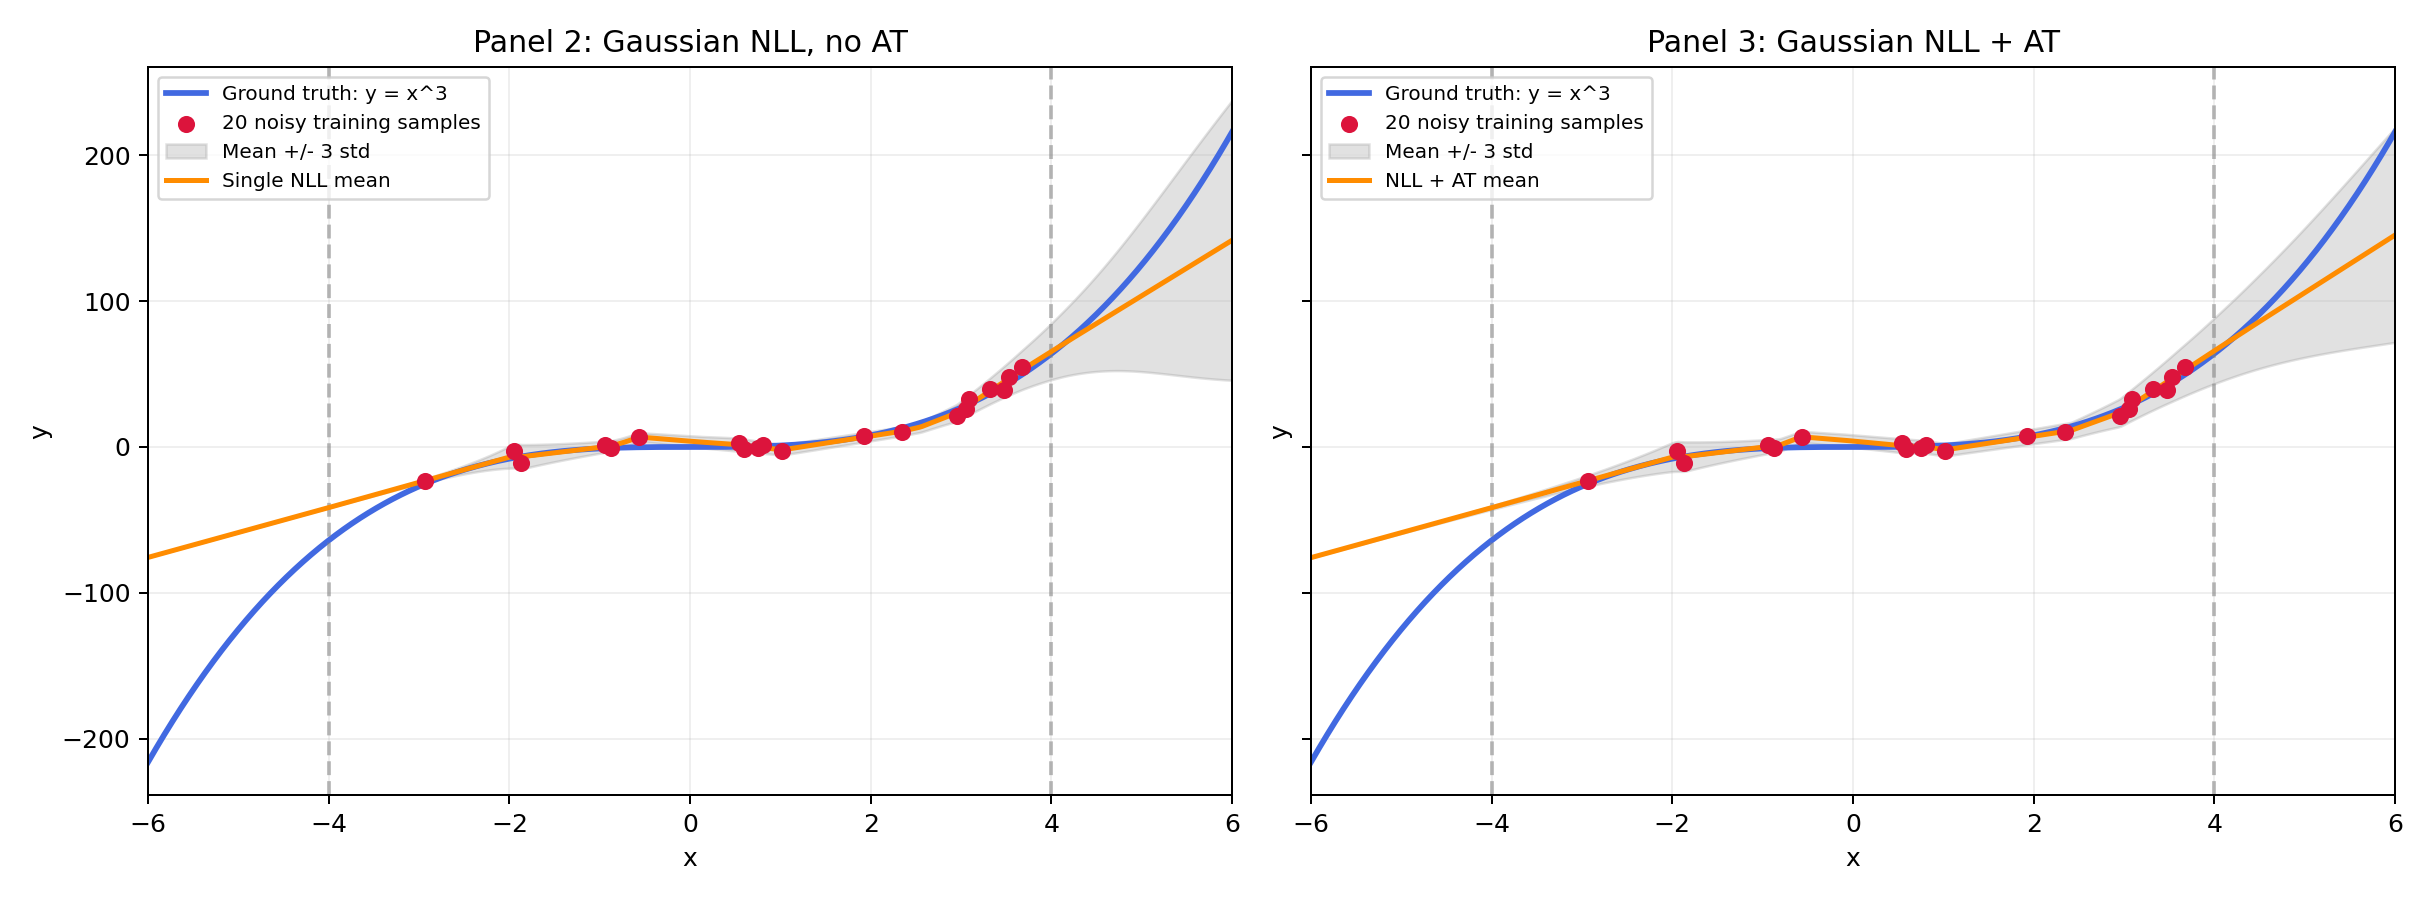 Panel 2: Gaussian NLL, no AT
Ground truth: y = x^3
20 noisy training samples
Mean +/- 3 std
Single NLL mean
200
100
0
−100
−200
y
−6
−4
−2
0
2
4
6
x
Panel 3: Gaussian NLL + AT
Ground truth: y = x^3
20 noisy training samples
Mean +/- 3 std
NLL + AT mean
y
−6
−4
−2
0
2
4
6
x